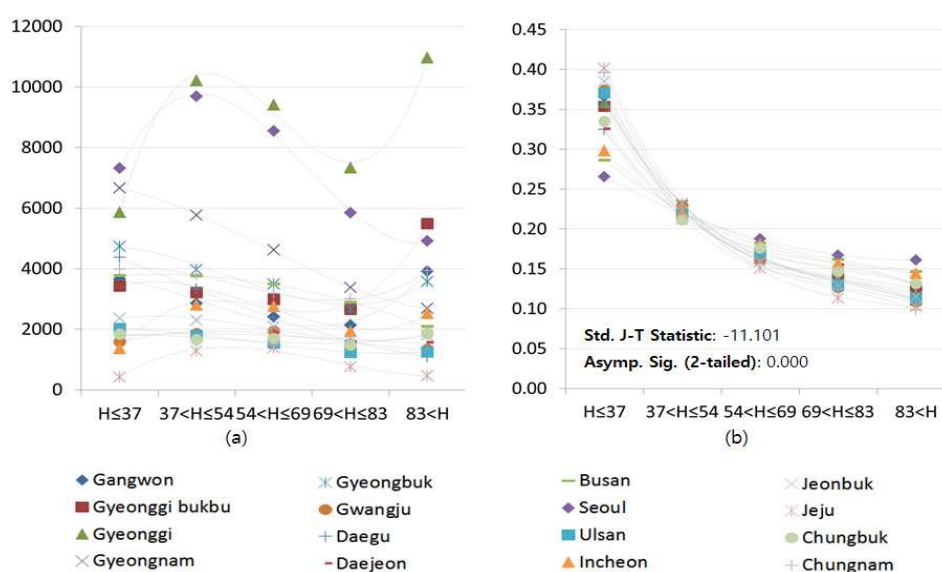 12000
10000
8000
6000
4000
2000
0
H≤37 37<H≤54 54<H≤69 69<H≤83 83<H
(a)
0.45
0.40
0.35
0.30
0.25
0.20
0.15
0.10
0.05
0.00
Std. J-T Statistic: -11.101
Asymp. Sig. (2-tailed): 0.000
H≤37 37<H≤54 54<H≤69 69<H≤83 83<H
(b)
Gangwon Gyeongbuk
Gyeonggi bukbu Gwangju
Gyeonggi Daegu
Gyeongnam Daejeon
Busan Jeonbuk
Seoul Jeju
Ulsan Chungbuk
Incheon Chungnam